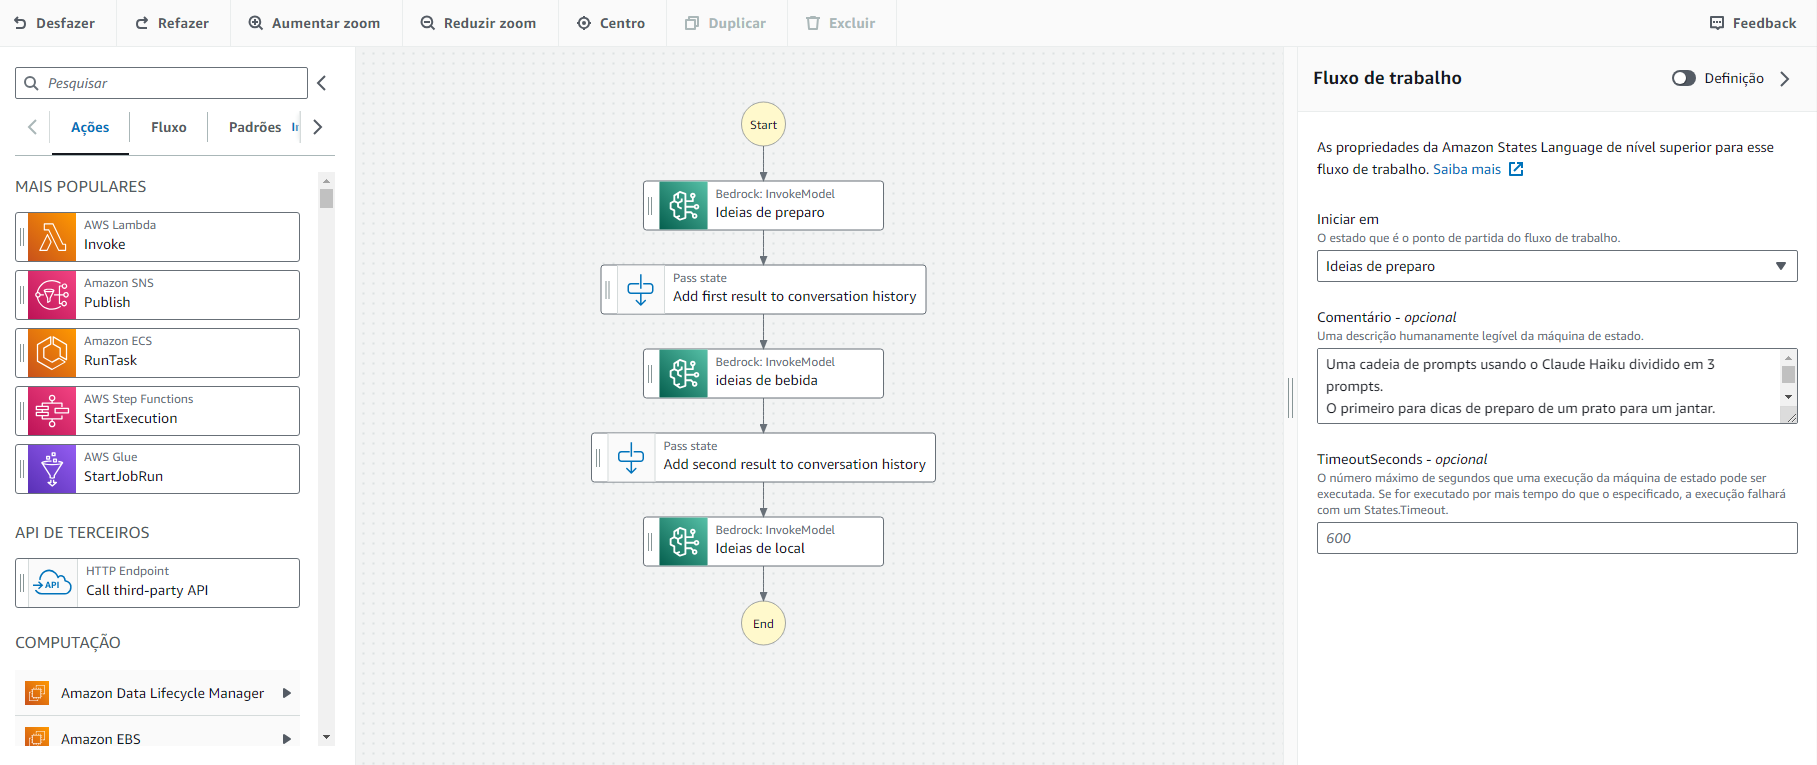 Desfazer
Refazer
Aumentar zoom
Reduzir zoom
Centro
Duplicar
Excluir
Feedback
Pesquisar
Ações
Fluxo
Padrões
MAIS POPULARES
AWS Lambda
Invoke
Amazon SNS
Publish
Amazon ECS
RunTask
AWS Step Functions
StartExecution
AWS Glue
StartJobRun
API DE TERCEIROS
API
HTTP Endpoint
Call third-party API
COMPUTAÇÃO
Amazon Data Lifecycle Manager
Amazon EBS
Start
Bedrock: InvokeModel
Ideias de preparo
Pass state
Add first result to conversation history
Bedrock: InvokeModel
ideias de bebida
Pass state
Add second result to conversation history
Bedrock: InvokeModel
Ideias de local
End
Fluxo de trabalho
Definição
As propriedades da Amazon States Language de nível superior para esse
fluxo de trabalho. Saiba mais
Iniciar em
O estado que é o ponto de partida do fluxo de trabalho.
Ideias de preparo
Comentário - opcional
Uma descrição humanamente legível da máquina de estado.
Uma cadeia de prompts usando o Claude Haiku dividido em 3
prompts.
O primeiro para dicas de preparo de um prato para um jantar.
TimeoutSeconds - opcional
O número máximo de segundos que uma execução da máquina de estado pode ser
executada. Se for executado por mais tempo do que o especificado, a execução falhará
com um States.Timeout.
600